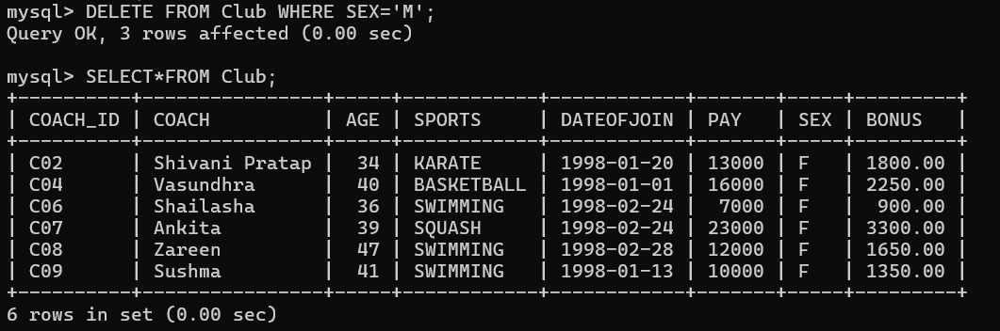 mysql> DELETE FROM Club WHERE SEX='M';
Query OK, 3 rows affected (0.00 sec)
mysql> SELECT*FROM Club;
+----------+----------------+-----+------------+------------+-------+-----+---------+
| COACH_ID | COACH          | AGE | SPORTS     | DATEOFJOIN | PAY   | SEX | BONUS   |
+----------+----------------+-----+------------+------------+-------+-----+---------+
| C02      | Shivani Pratap |  34 | KARATE     | 1998-01-20 | 13000 | F   | 1800.00 |
| C04      | Vasundhra      |  40 | BASKETBALL | 1998-01-01 | 16000 | F   | 2250.00 |
| C06      | Shailasha      |  36 | SWIMMING   | 1998-02-24 |  7000 | F   |  900.00 |
| C07      | Ankita         |  39 | SQUASH     | 1998-02-24 | 23000 | F   | 3300.00 |
| C08      | Zareen         |  47 | SWIMMING   | 1998-02-28 | 12000 | F   | 1650.00 |
| C09      | Sushma         |  41 | SWIMMING   | 1998-01-13 | 10000 | F   | 1350.00 |
+----------+----------------+-----+------------+------------+-------+-----+---------+
6 rows in set (0.00 sec)